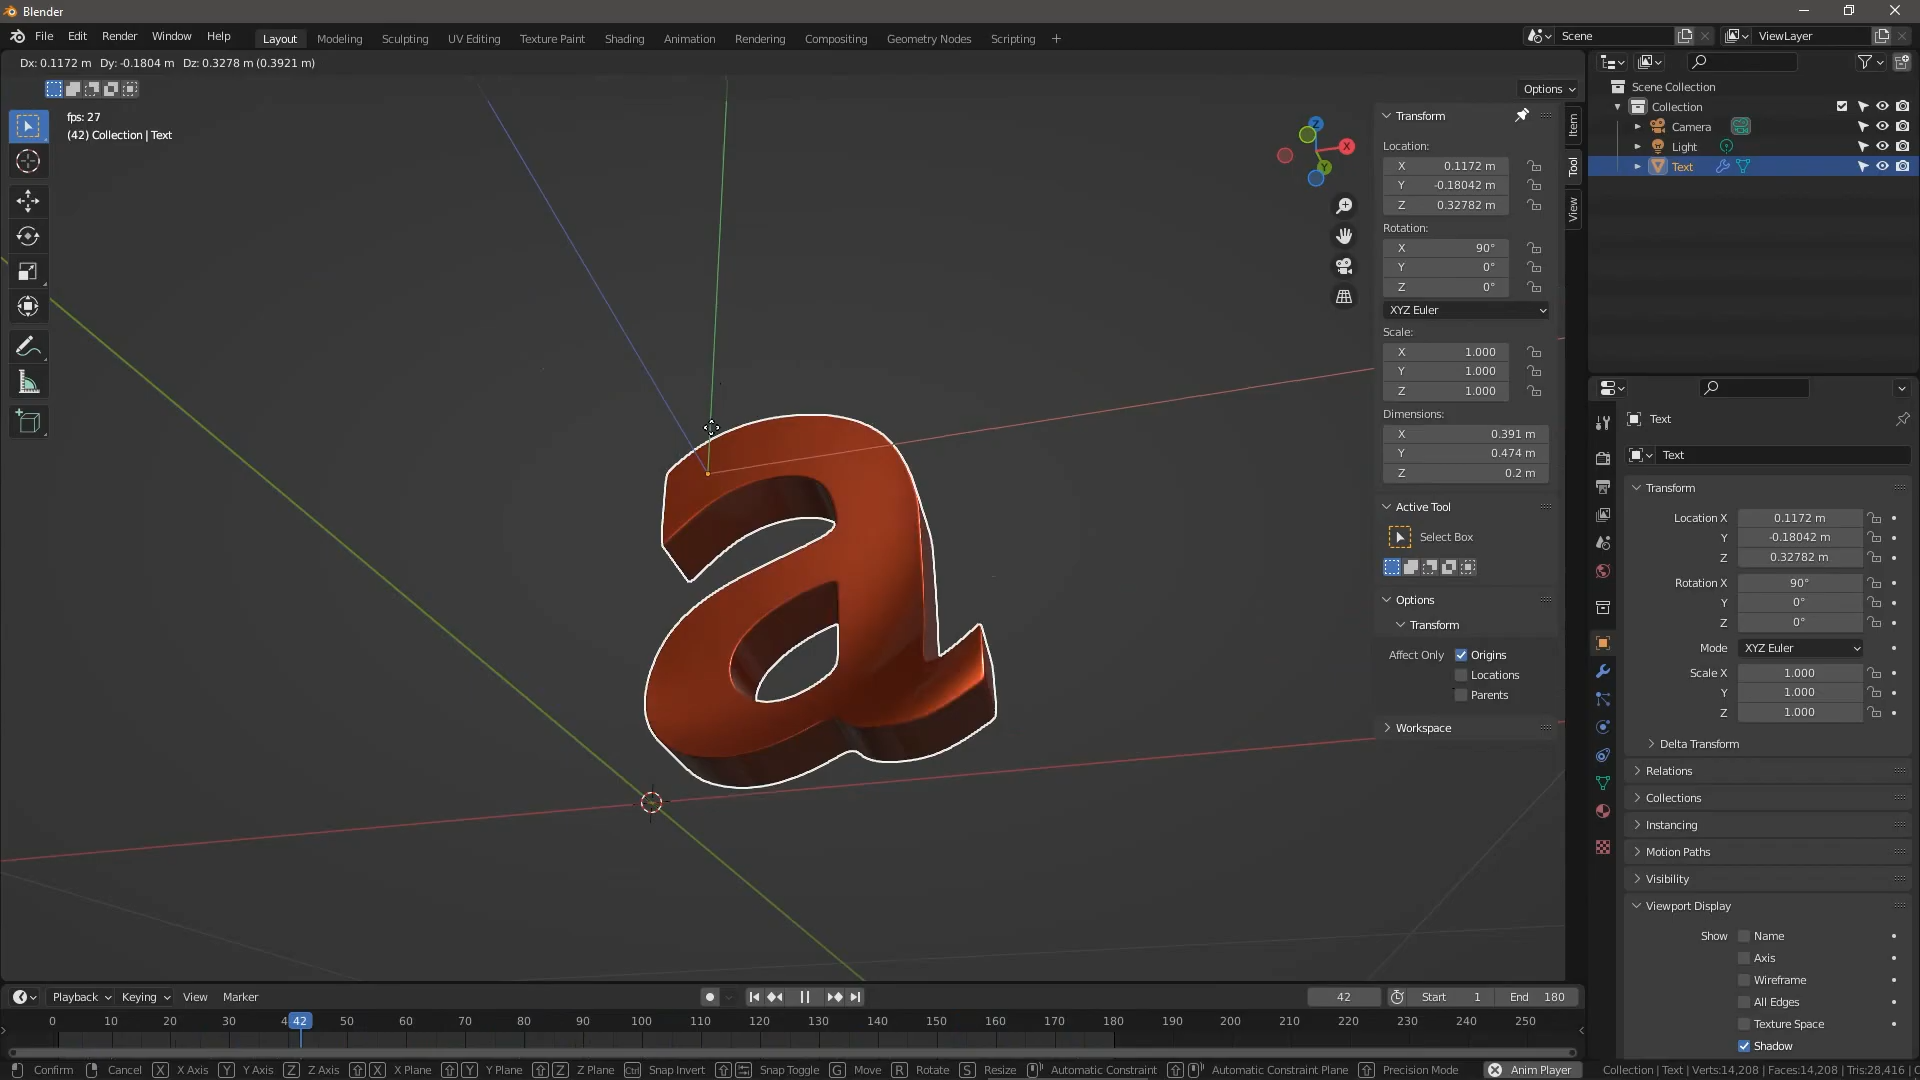 Blender
File Edit Render Window Help
Layout Modeling Sculpting UV Editing Texture Paint Shading Animation Rendering Compositing Geometry Nodes Scripting +
Scene
ViewLayer
Dx: 0.1172 m Dy: -0.1804 m Dz: 0.3278 m (0.3921 m)
Options
fps: 27
(42) Collection | Text
Z
X
Y
Transform
Location:
X 0.1172 m
Y -0.18042 m
Z 0.32782 m
Rotation:
X 90°
Y 0°
Z 0°
XYZ Euler
Scale:
X 1.000
Y 1.000
Z 1.000
Dimensions:
X 0.391 m
Y 0.474 m
Z 0.2 m
Active Tool
Select Box
Options
Transform
Affect Only Origins
Locations
Parents
Workspace
Item
Tool
View
a
Scene Collection
Collection
Camera
Light
Text
Text
Text
Transform
Location X 0.1172 m
Y -0.18042 m
Z 0.32782 m
Rotation X 90°
Y 0°
Z 0°
Mode XYZ Euler
Scale X 1.000
Y 1.000
Z 1.000
Delta Transform
Relations
Collections
Instancing
Motion Paths
Visibility
Viewport Display
Show Name
Axis
Wireframe
All Edges
Texture Space
Shadow
Playback Keying View Marker
42 Start 1 End 180
0 10 20 30 4 42 50 60 70 80 90 100 110 120 130 140 150 160 170 180 190 200 210 220 230 240 250
Confirm Cancel X X Axis Y Y Axis Z Z Axis X X Plane Y Y Plane Z Z Plane Ctrl Snap Invert Snap Toggle G Move R Rotate S Resize Automatic Constraint Automatic Constraint Plane Precision Mode Anim Player Collection | Text | Verts:14,208 | Faces:14,208 | Tris:28,416 |